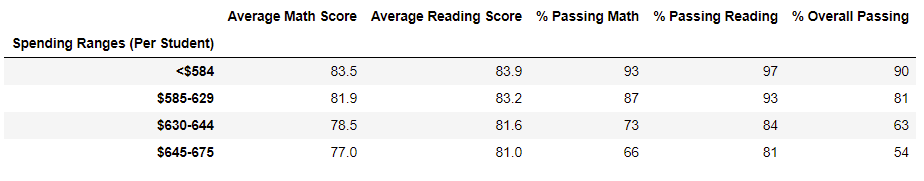 Average Math Score Average Reading Score % Passing Math % Passing Reading % Overall Passing
Spending Ranges (Per Student)
<$584 83.5 83.9 93 97 90
$585-629 81.9 83.2 87 93 81
$630-644 78.5 81.6 73 84 63
$645-675 77.0 81.0 66 81 54